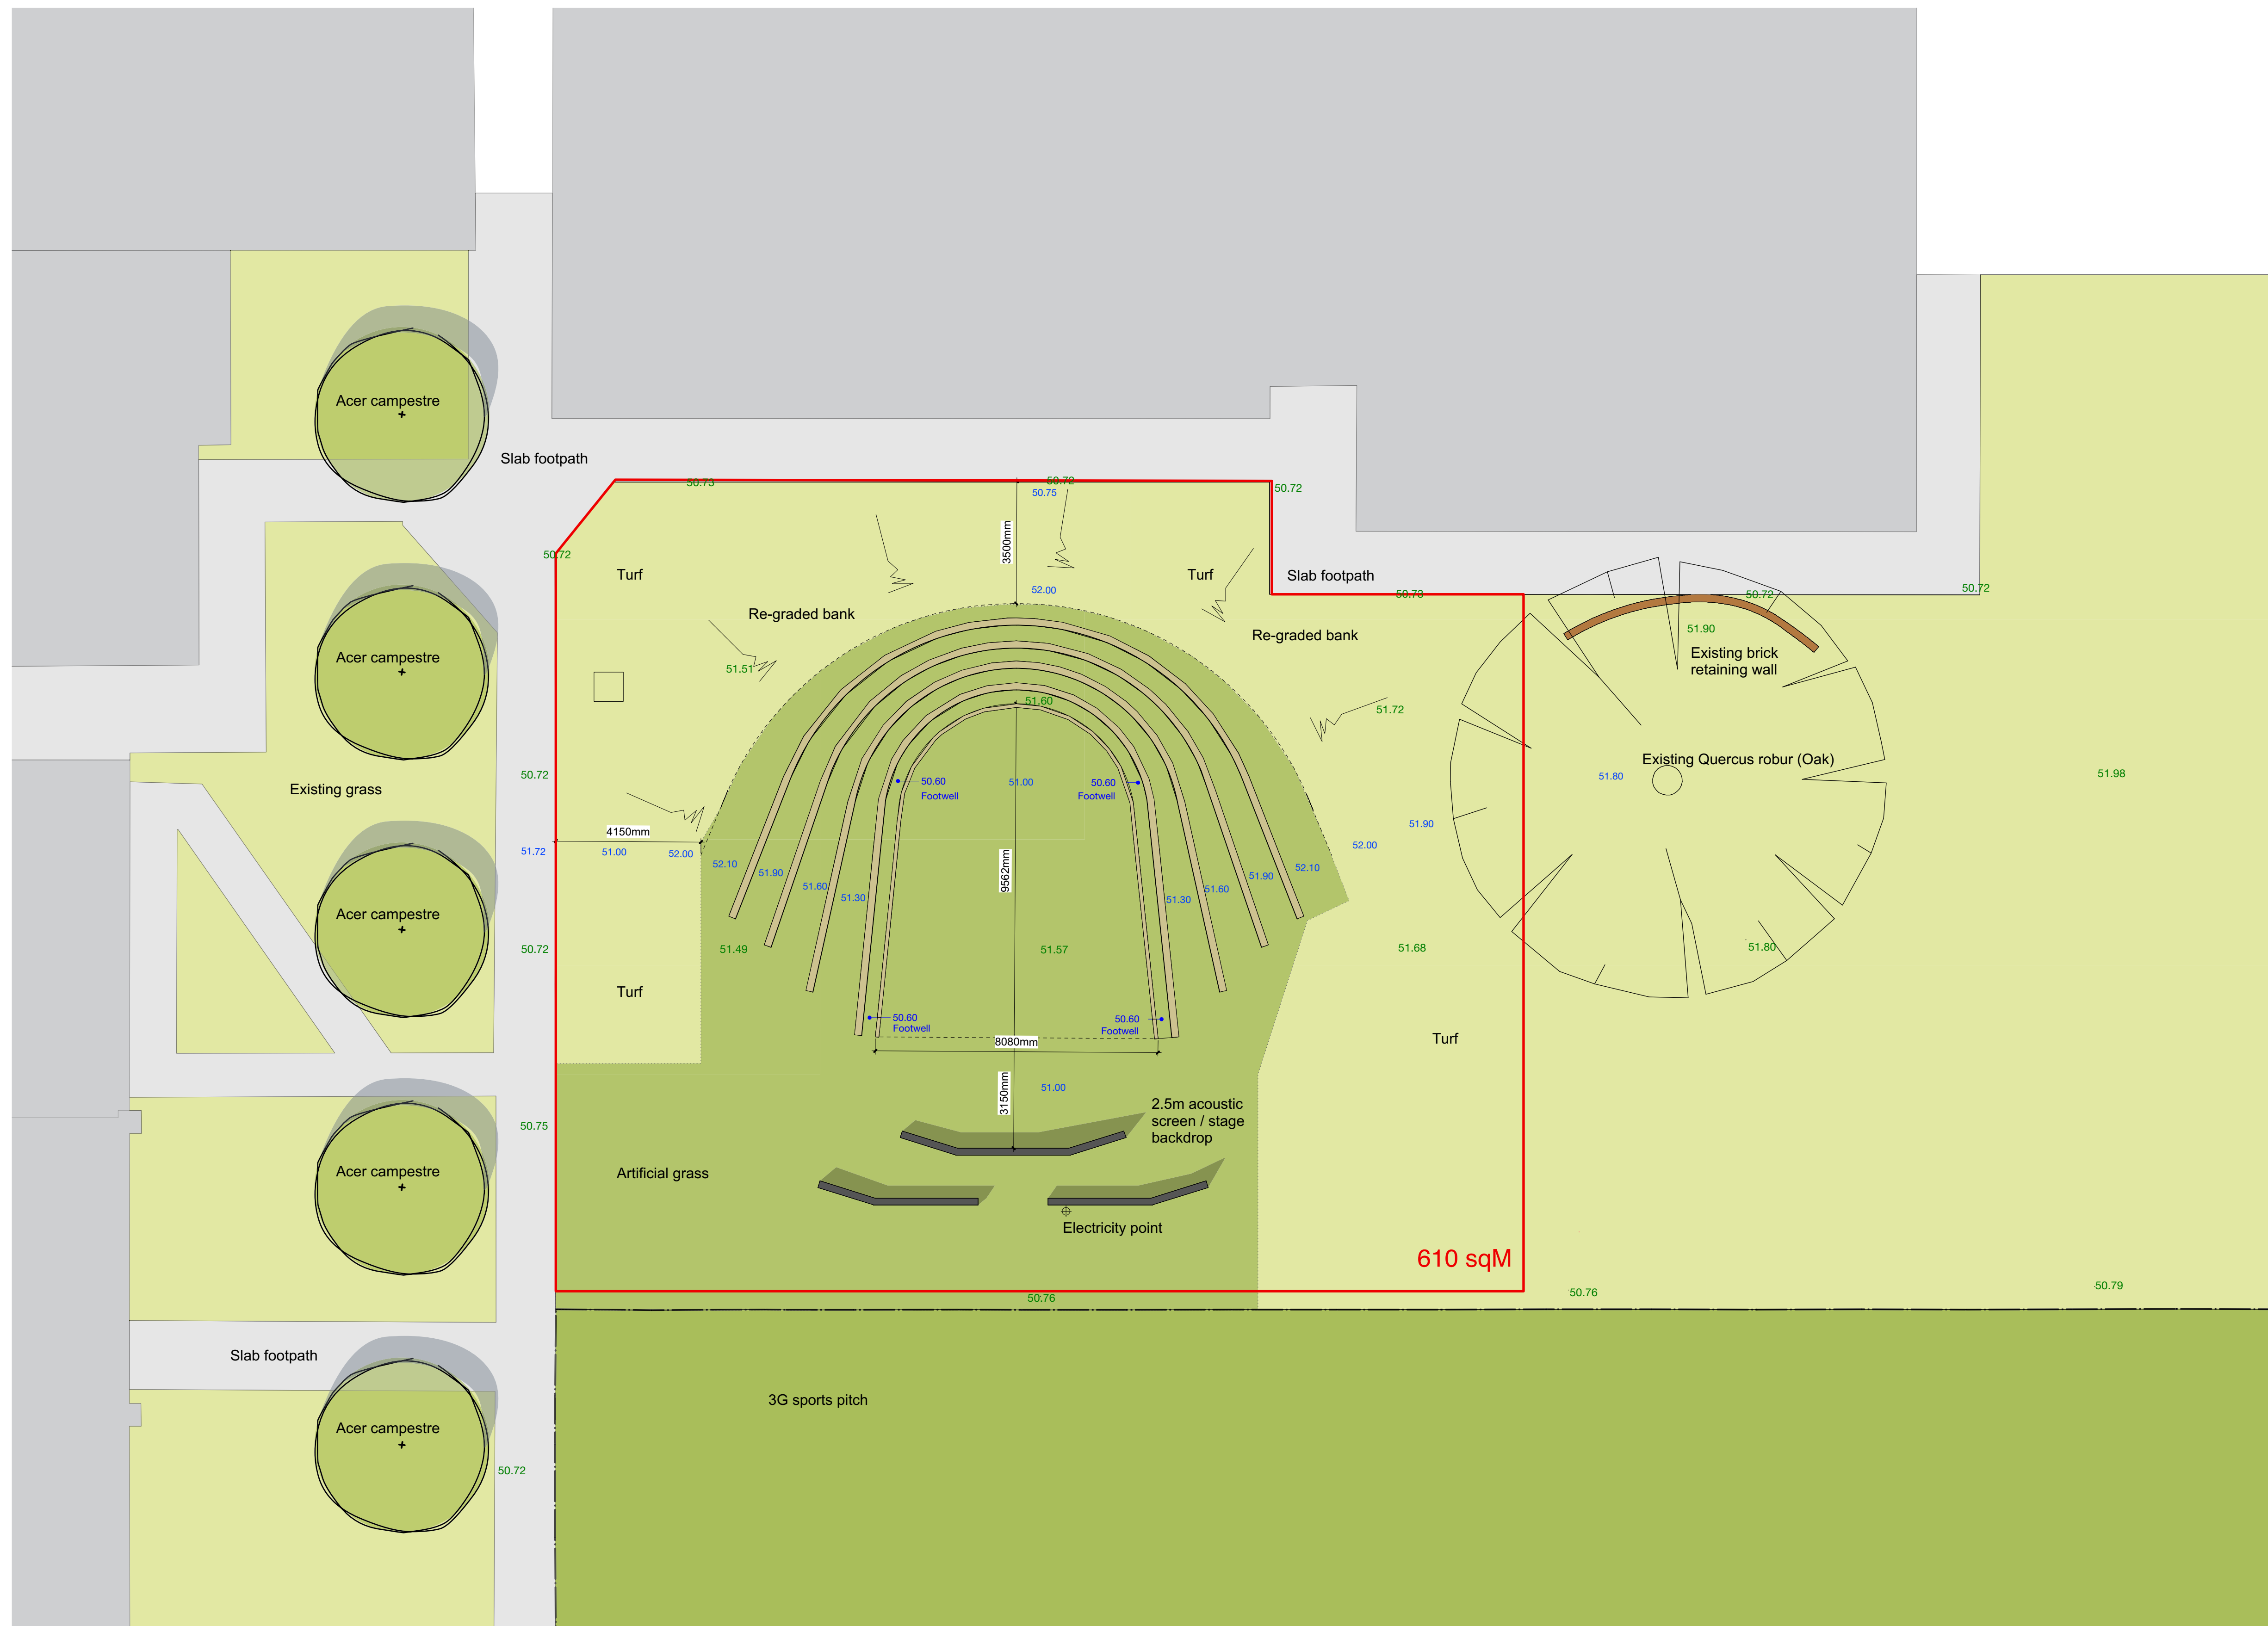 Acer campestre
Slab footpath
50.73
50.72
50.75
50.72
3500mm
50.72
Turf
Turf
Slab footpath
52.00
50.73
50.72
50.72
Re-graded bank
Re-graded bank
51.90
Existing brick
retaining wall
Acer campestre
51.51
51.60
51.72
Existing Quercus robur (Oak)
50.72
50.60
Footwell
51.00
50.60
Footwell
51.80
51.98
Existing grass
4150mm
51.90
51.72
51.00
52.00
52.10
51.90
51.60
51.30
9562mm
51.30
51.60
51.90
52.10
52.00
Acer campestre
50.72
51.49
51.57
51.68
51.80
Turf
50.60
Footwell
50.60
Footwell
8080mm
Turf
3150mm
51.00
50.75
2.5m acoustic
screen / stage
backdrop
Acer campestre
Artificial grass
Electricity point
610 sqM
50.76
50.76
50.79
Slab footpath
3G sports pitch
Acer campestre
50.72